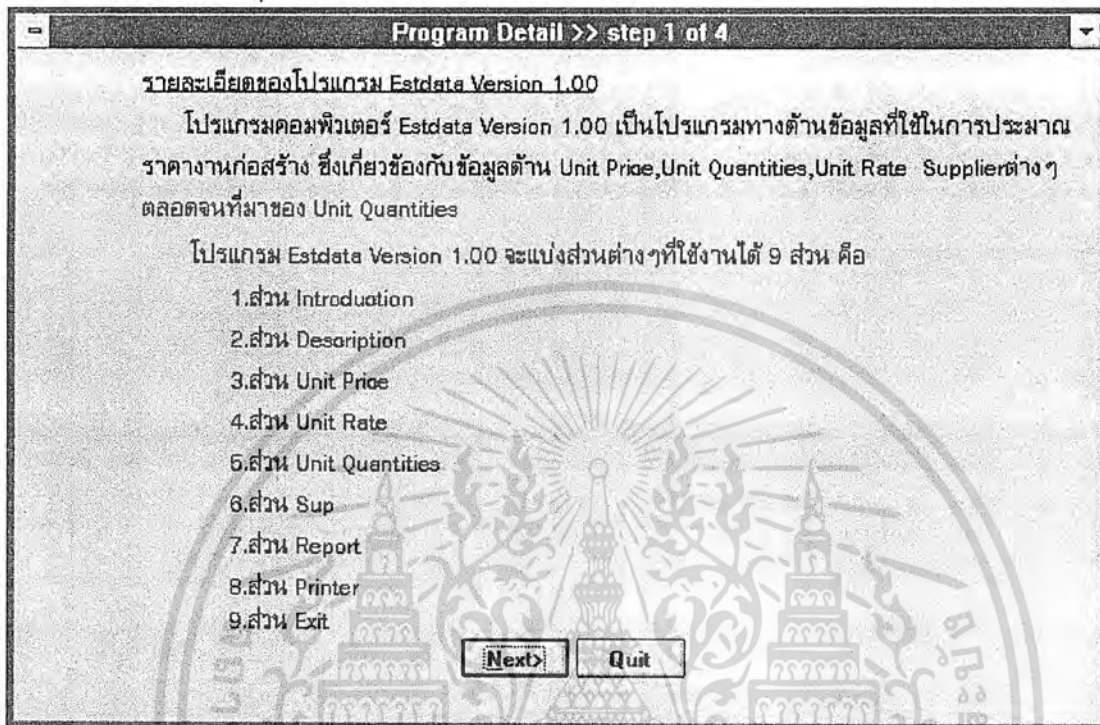 Program Detail >> step 1 of 4
รายละเอียดของโปรแกรม Estdata Version 1.00
โปรแกรมคอมพิวเตอร์ Estdata Version 1.00 เป็นโปรแกรมทางด้านข้อมูลที่ใช้ในการประมาณ
ราคางานก่อสร้าง ซึ่งเกี่ยวข้องกับข้อมูลด้าน Unit Price,Unit Quantities,Unit Rate Supplierต่างๆ
ตลอดจนที่มาของ Unit Quantities
โปรแกรม Estdata Version 1.00 จะแบ่งส่วนต่างๆที่ใช้งานได้ 9 ส่วน คือ
1.ส่วน Introduction
2.ส่วน Description
3.ส่วน Unit Price
4.ส่วน Unit Rate
5.ส่วน Unit Quantities
6.ส่วน Sup
7.ส่วน Report
8.ส่วน Printer
9.ส่วน Exit
Next> Quit